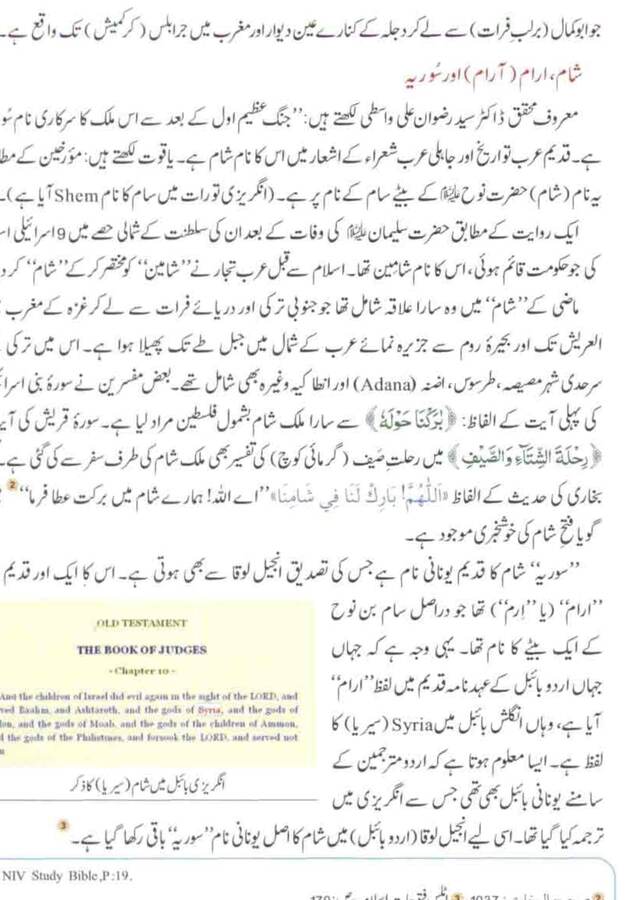 جو ابوکمال (برلبِ فرات) سے لے کر دجلہ کے کنارے عین دیوار اور مغرب میں جرابلس (کرکمیش) تک واقع ہے۔
شام، ارام (آرام) اور سُوریہ
معروف محقق ڈاکٹر سید رضوان علی واسطی لکھتے ہیں: ’’جنگ عظیم اول کے بعد سے اس ملک کا سرکاری نام سُو
ہے۔ قدیم عرب تواریخ اور جاہلی عرب شعراء کے اشعار میں اس کا نام شام ہے۔ یاقوت لکھتے ہیں: مؤرخین کے مطا
یہ نام (شام) حضرت نوح علیہ السلام کے بیٹے سام کے نام پر ہے۔ (انگریزی تورات میں سام کا نام Shem آیا ہے)۔
ایک روایت کے مطابق حضرت سلیمان علیہ السلام کی وفات کے بعد ان کی سلطنت کے شمالی حصے میں 9 اسرائیلی اس
کی جو حکومت قائم ہوئی، اس کا نام شامین تھا۔ اسلام سے قبل عرب تجار نے ’’شامین‘‘ کو مختصر کر کے ’’شام‘‘ کر د
ماضی کے ’’شام‘‘ میں وہ سارا علاقہ شامل تھا جو جنوبی ترکی اور دریائے فرات سے لے کر غزہ کے مغرب
العریش تک اور بحیرۂ روم سے جزیرہ نمائے عرب کے شمال میں جبل طے تک پھیلا ہوا ہے۔ اس میں ترکی
سرحدی شہر مصیصہ، طرسوس، اضنہ (Adana) اور انطاکیہ وغیرہ بھی شامل تھے۔ بعض مفسرین نے سورۂ بنی اسرا
کی پہلی آیت کے الفاظ: ﴿بٰرَكْنَا حَوْلَهٗ﴾ سے سارا ملک شام بشمول فلسطین مراد لیا ہے۔ سورۂ قریش کی آی
﴿رِحْلَةَ الشِّتَآءِ وَالصَّيْفِ﴾ میں رحلتِ صَیف (گرمائی کوچ) کی تفسیر بھی ملک شام کی طرف سفر سے کی گئی ہے۔
بخاری کی حدیث کے الفاظ «اَللّٰهُمَّ! بَارِكْ لَنَا فِي شَامِنَا» ’’اے اللہ! ہمارے شام میں برکت عطا فرما‘‘ 2
گویا فتحِ شام کی خوشخبری موجود ہے۔
’’سوریہ‘‘ شام کا قدیم یونانی نام ہے جس کی تصدیق انجیل لوقا سے بھی ہوتی ہے۔ اس کا ایک اور قدیم
’’ارام‘‘ (یا ’’اِرم‘‘) تھا جو دراصل سام بن نوح
کے ایک بیٹے کا نام تھا۔ یہی وجہ ہے کہ جہاں
جہاں اردو بائبل کے عہد نامہ قدیم میں لفظ ’’ارام‘‘
آیا ہے، وہاں انگلش بائبل میں Syria (سیریا) کا
لفظ ہے۔ ایسا معلوم ہوتا ہے کہ اردو مترجمین کے
سامنے یونانی بائبل بھی تھی جس سے انگریزی میں
ترجمہ کیا گیا تھا۔ اسی لیے انجیل لوقا (اردو بائبل) میں شام کا اصل یونانی نام ’’سوریہ‘‘ باقی رکھا گیا ہے۔ 3
OLD TESTAMENT
THE BOOK OF JUDGES
- Chapter 10 -
And the children of Israel did evil again in the sight of the LORD, and
ved Baalim, and Ashtaroth, and the gods of Syria, and the gods of
don, and the gods of Moab, and the gods of the children of Ammon,
d the gods of the Philistines, and forsook the LORD, and served not
انگریزی بائبل میں شام (سیریا) کا ذکر
NIV Study Bible, P:19.